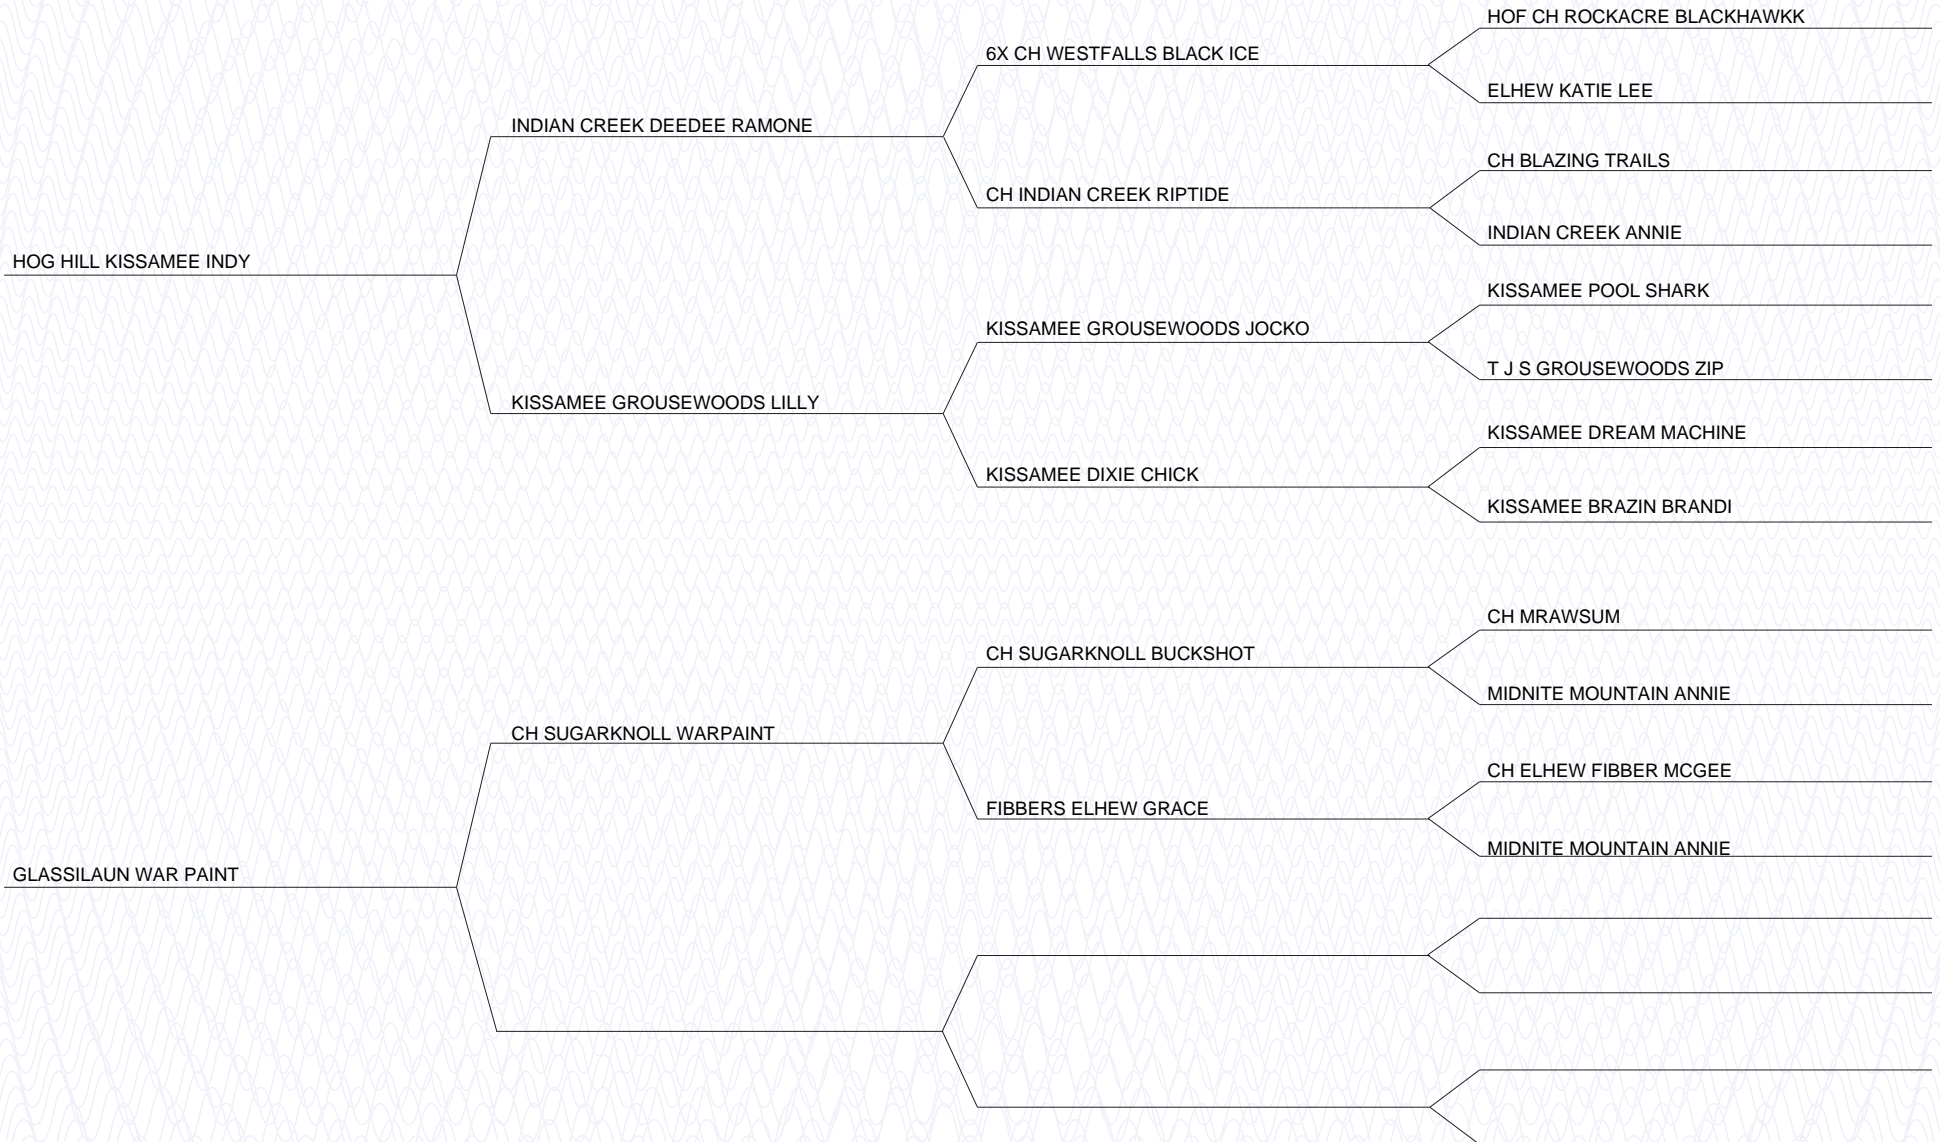 HOF CH ROCKACRE BLACKHAWKK
6X CH WESTFALLS BLACK ICE
ELHEW KATIE LEE
INDIAN CREEK DEEDEE RAMONE
CH BLAZING TRAILS
CH INDIAN CREEK RIPTIDE
INDIAN CREEK ANNIE
HOG HILL KISSAMEE INDY
KISSAMEE POOL SHARK
KISSAMEE GROUSEWOODS JOCKO
T J S GROUSEWOODS ZIP
KISSAMEE GROUSEWOODS LILLY
KISSAMEE DREAM MACHINE
KISSAMEE DIXIE CHICK
KISSAMEE BRAZIN BRANDI
CH MRAWSUM
CH SUGARKNOLL BUCKSHOT
MIDNITE MOUNTAIN ANNIE
CH SUGARKNOLL WARPAINT
CH ELHEW FIBBER MCGEE
FIBBERS ELHEW GRACE
MIDNITE MOUNTAIN ANNIE
GLASSILAUN WAR PAINT